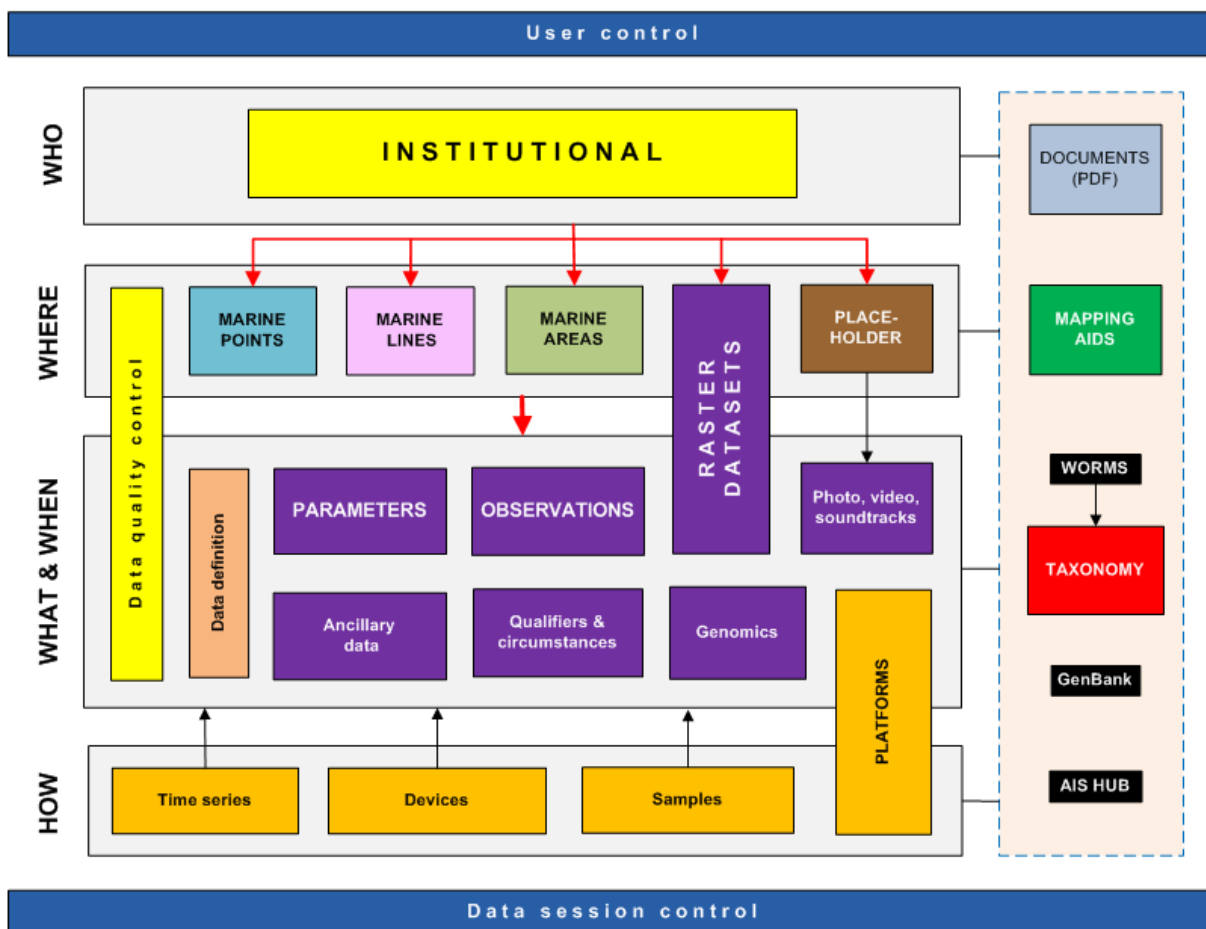 User control
WHO
INSTITUTIONAL
DOCUMENTS
(PDF)
WHERE
MARINE
POINTS
MARINE
LINES
MARINE
AREAS
RASTER
DATASETS
PLACE-
HOLDER
MAPPING
AIDS
Data quality control
WHAT & WHEN
Data definition
PARAMETERS
OBSERVATIONS
Photo, video,
soundtracks
WORMS
TAXONOMY
Ancillary
data
Qualifiers &
circumstances
Genomics
PLATFORMS
GenBank
HOW
Time series
Devices
Samples
AIS HUB
Data session control